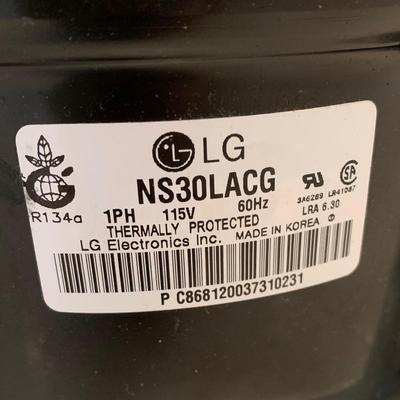 LG
NS30LACG
3A6269 LR41087
R134a 1PH 115V 60Hz LRA 6.30
THERMALLY PROTECTED
LG Electronics Inc. MADE IN KOREA
P C868120037310231